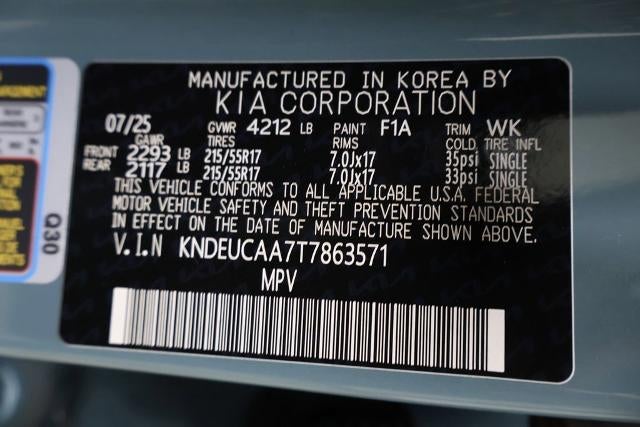 MANUFACTURED IN KOREA BY
KIA CORPORATION
07/25 GVWR 4212 LB PAINT F1A TRIM WK
GAWR TIRES RIMS COLD TIRE INFL
FRONT 2293 LB 215/55R17 7.0Jx17 35psi SINGLE
REAR 2117 LB 215/55R17 7.0Jx17 33psi SINGLE
THIS VEHICLE CONFORMS TO ALL APPLICABLE U.S.A. FEDERAL
MOTOR VEHICLE SAFETY AND THEFT PREVENTION STANDARDS
IN EFFECT ON THE DATE OF MANUFACTURE SHOWN ABOVE.
V.I.N KNDEUCAA7T7863571
MPV
Q30